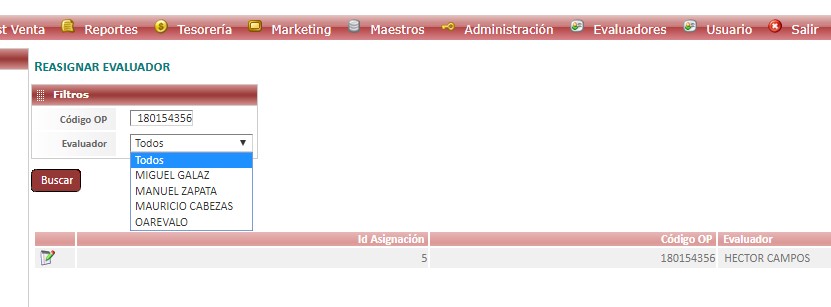 st Venta Reportes Tesorería Marketing Maestros Administración Evaluadores Usuario Salir
REASIGNAR EVALUADOR
Filtros
Código OP 180154356
Evaluador Todos
Todos
MIGUEL GALAZ
MANUEL ZAPATA
MAURICIO CABEZAS
OAREVALO
Buscar
Id Asignación Código OP Evaluador
5 180154356 HECTOR CAMPOS